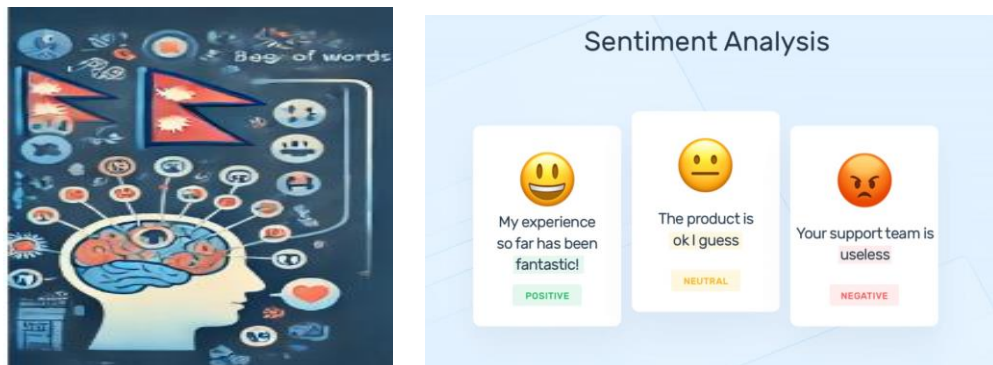 Bag of words
Sentiment Analysis
My experience
so far has been
fantastic!
POSITIVE
The product is
ok I guess
NEUTRAL
Your support team is
useless
NEGATIVE